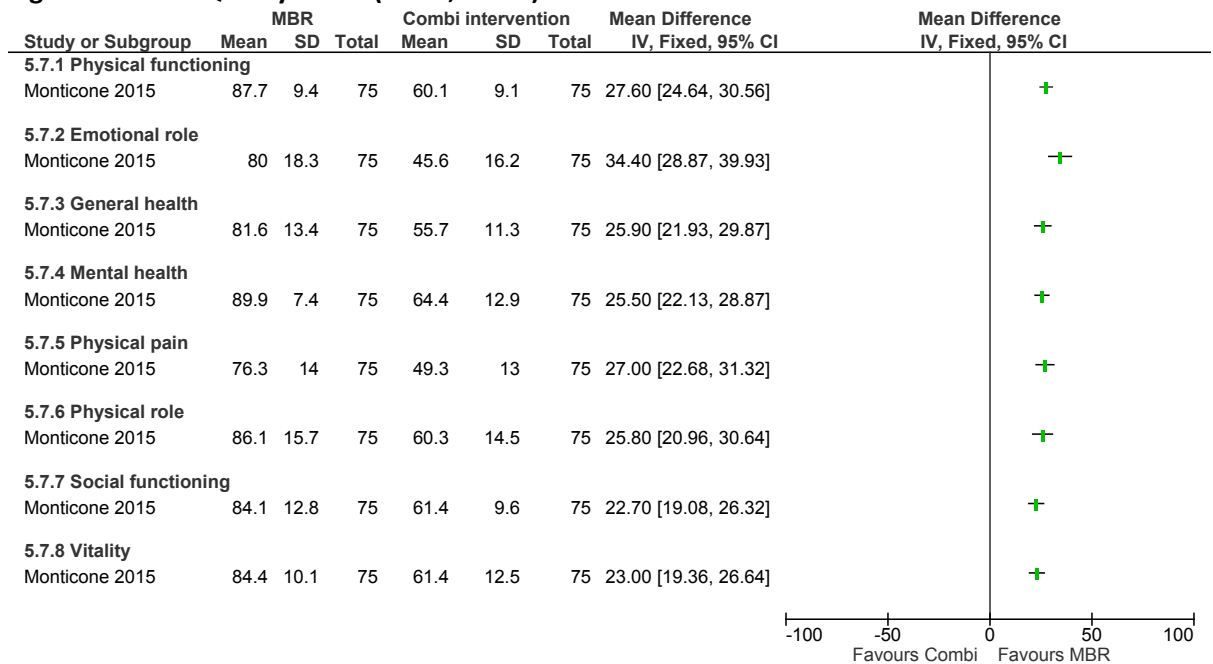 MBR Combi intervention Mean Difference Mean Difference
Study or Subgroup Mean SD Total Mean SD Total IV, Fixed, 95% CI IV, Fixed, 95% CI
5.7.1 Physical functioning
Monticone 2015 87.7 9.4 75 60.1 9.1 75 27.60 [24.64, 30.56]
5.7.2 Emotional role
Monticone 2015 80 18.3 75 45.6 16.2 75 34.40 [28.87, 39.93]
5.7.3 General health
Monticone 2015 81.6 13.4 75 55.7 11.3 75 25.90 [21.93, 29.87]
5.7.4 Mental health
Monticone 2015 89.9 7.4 75 64.4 12.9 75 25.50 [22.13, 28.87]
5.7.5 Physical pain
Monticone 2015 76.3 14 75 49.3 13 75 27.00 [22.68, 31.32]
5.7.6 Physical role
Monticone 2015 86.1 15.7 75 60.3 14.5 75 25.80 [20.96, 30.64]
5.7.7 Social functioning
Monticone 2015 84.1 12.8 75 61.4 9.6 75 22.70 [19.08, 26.32]
5.7.8 Vitality
Monticone 2015 84.4 10.1 75 61.4 12.5 75 23.00 [19.36, 26.64]
-100 -50 0 50 100
Favours Combi Favours MBR